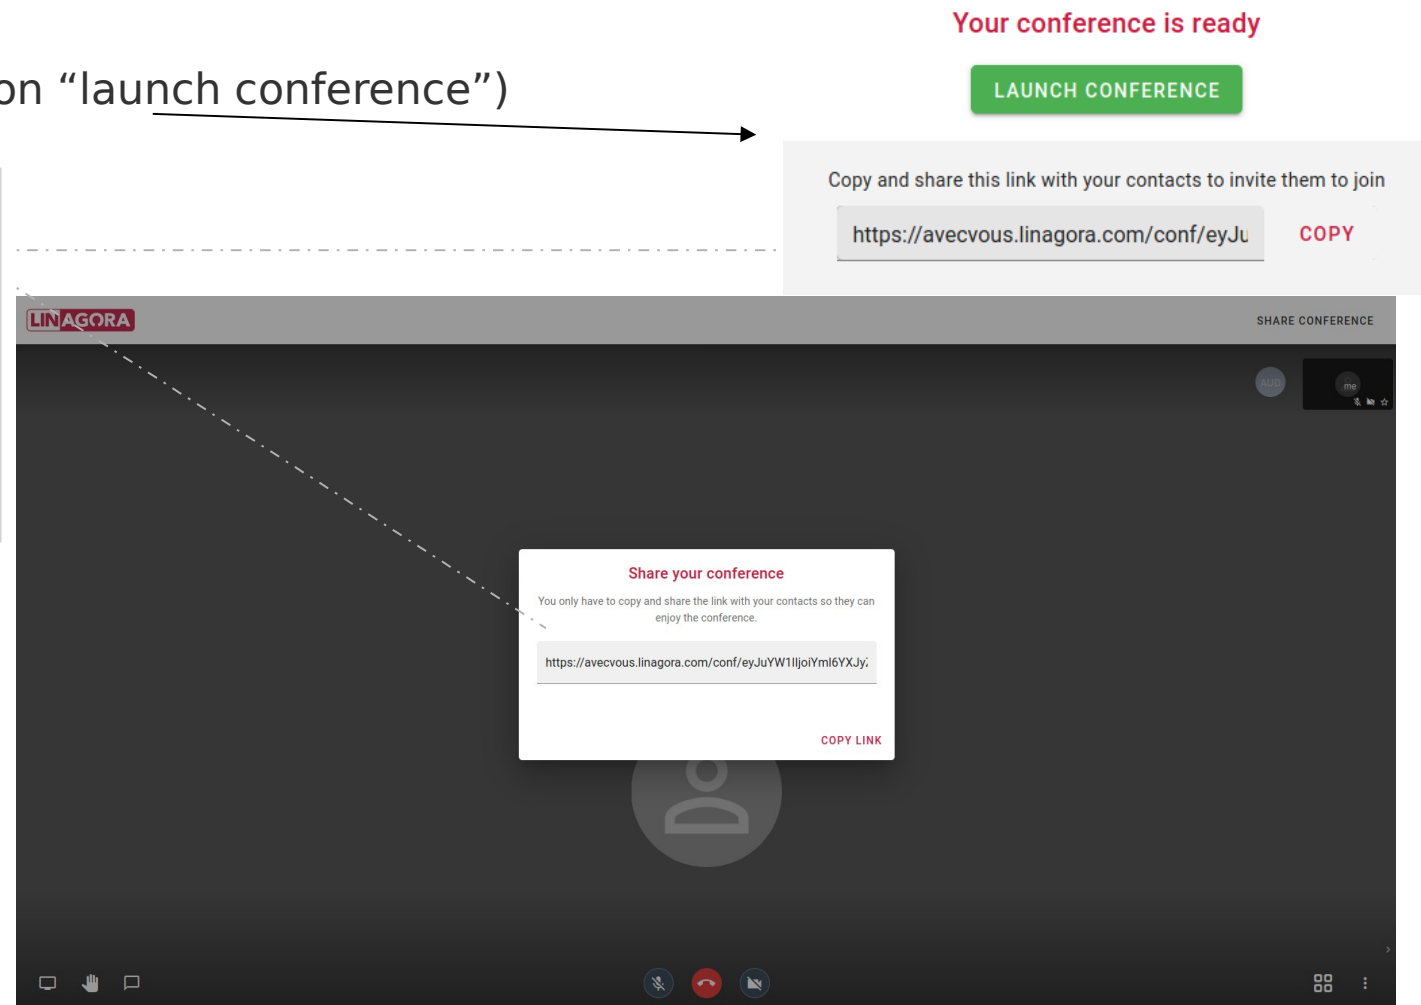 Your conference is ready
on “launch conference”)
LAUNCH CONFERENCE
Copy and share this link with your contacts to invite them to join
https://avecvous.linagora.com/conf/eyJu
COPY
LINAGORA
SHARE CONFERENCE
AUD
me
Share your conference
You only have to copy and share the link with your contacts so they can
enjoy the conference.
https://avecvous.linagora.com/conf/eyJuYW1lIjoiYml6YXJy
COPY LINK